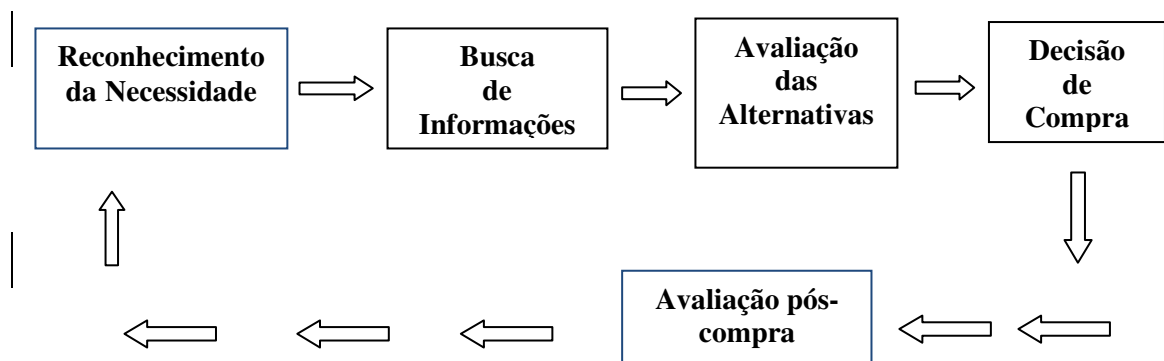 Reconhecimento
da Necessidade
Busca
de
Informações
Avaliação
das
Alternativas
Decisão
de
Compra
Avaliação pós-
compra